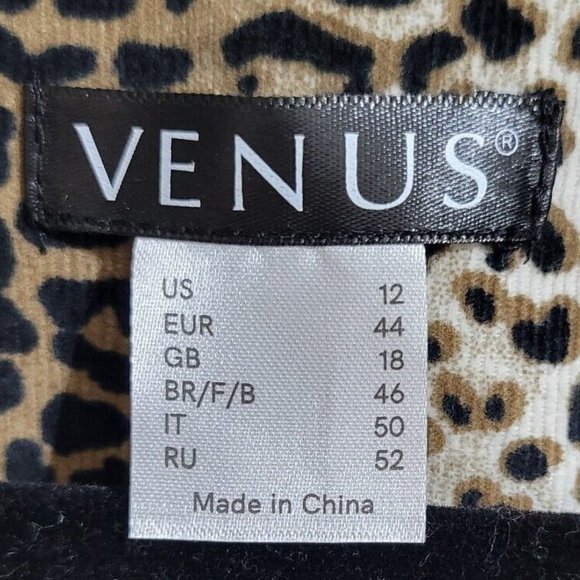 VENUS®
US 12
EUR 44
GB 18
BR/F/B 46
IT 50
RU 52
Made in China